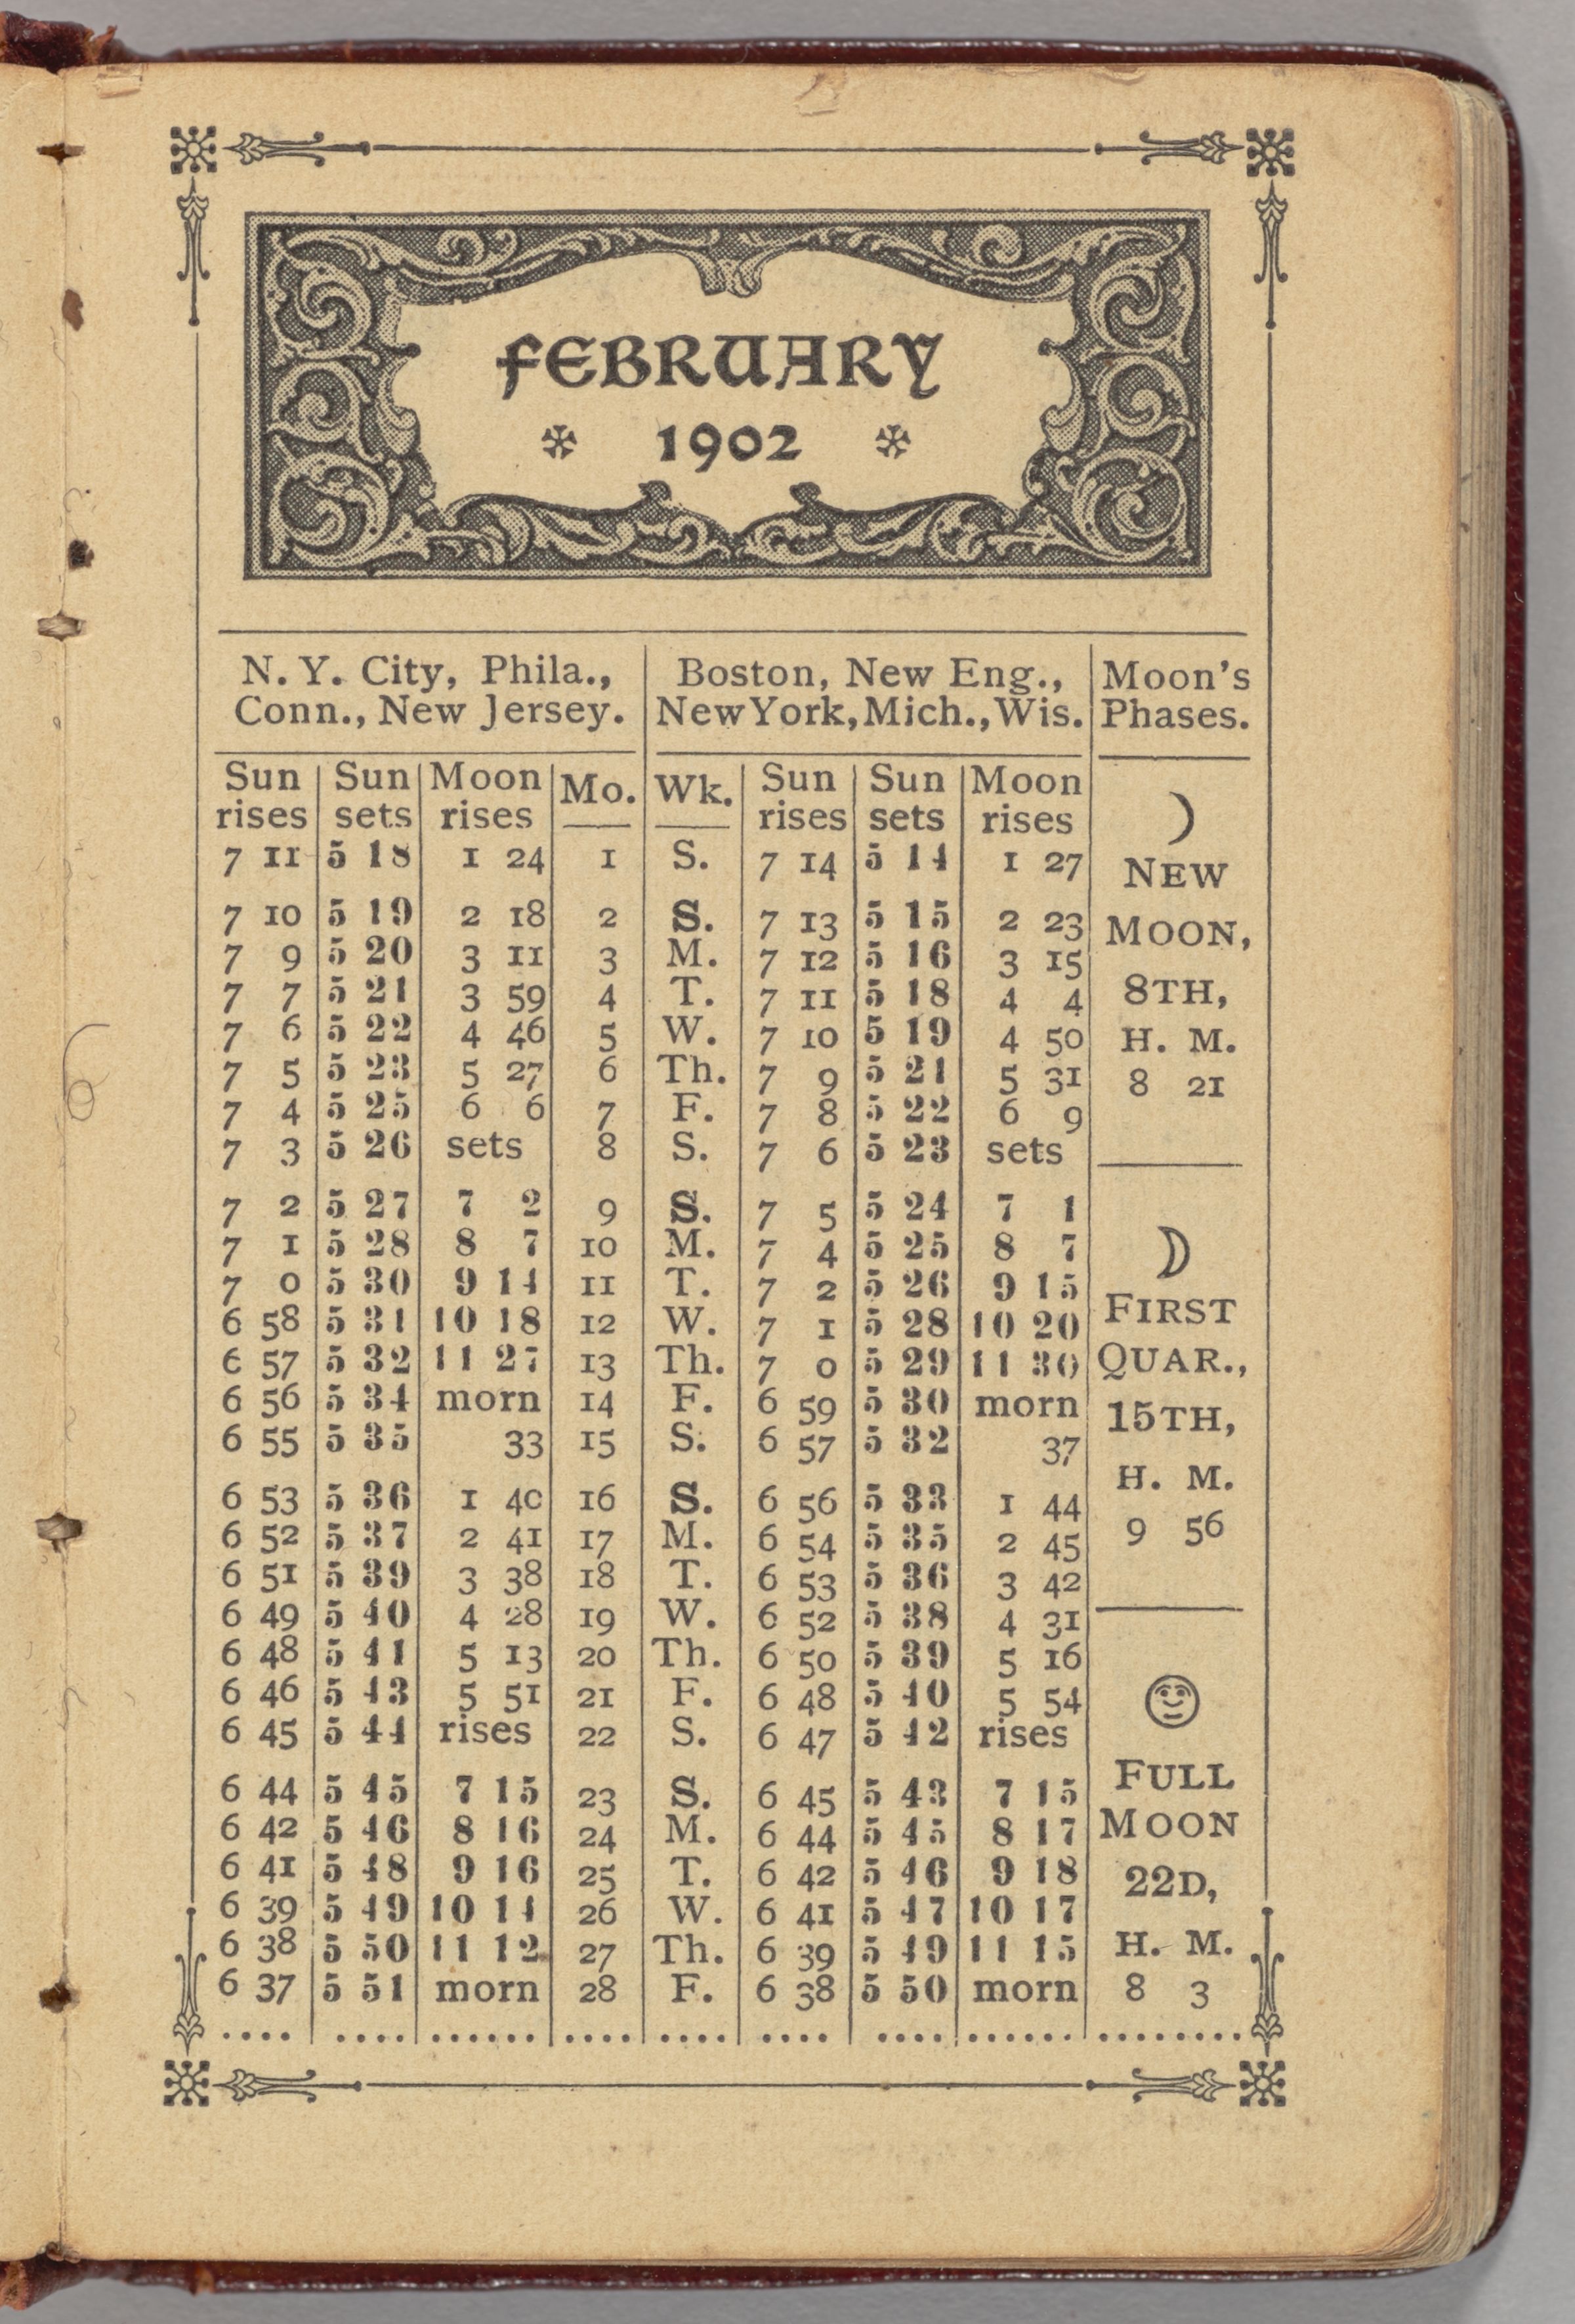 FEBRUARY
1902
N. Y. City, Phila., Boston, New Eng., Moon's
Conn., New Jersey. New York, Mich., Wis. Phases.
Sun Sun Moon Mo. Wk. Sun Sun Moon
rises sets rises rises sets rises
7 11 5 18 1 24 1 S. 7 14 5 14 1 27 NEW
7 10 5 19 2 18 2 S. 7 13 5 15 2 23 MOON,
7 9 5 20 3 11 3 M. 7 12 5 16 3 15
7 7 5 21 3 59 4 T. 7 11 5 18 4 4 8TH,
7 6 5 22 4 46 5 W. 7 10 5 19 4 50 H. M.
7 5 5 23 5 27 6 Th. 7 9 5 21 5 31 8 21
7 4 5 25 6 6 7 F. 7 8 5 22 6 9
7 3 5 26 sets 8 S. 7 6 5 23 sets
7 2 5 27 7 2 9 S. 7 5 5 24 7 1
7 1 5 28 8 7 10 M. 7 4 5 25 8 7
7 0 5 30 9 14 11 T. 7 2 5 26 9 15
6 58 5 31 10 18 12 W. 7 1 5 28 10 20 FIRST
6 57 5 32 11 27 13 Th. 7 0 5 29 11 30 QUAR.,
6 56 5 34 morn 14 F. 6 59 5 30 morn 15TH,
6 55 5 35 33 15 S. 6 57 5 32 37
6 53 5 36 1 40 16 S. 6 56 5 33 1 44 H. M.
6 52 5 37 2 41 17 M. 6 54 5 35 2 45 9 56
6 51 5 39 3 38 18 T. 6 53 5 36 3 42
6 49 5 40 4 28 19 W. 6 52 5 38 4 31
6 48 5 41 5 13 20 Th. 6 50 5 39 5 16
6 46 5 43 5 51 21 F. 6 48 5 40 5 54
6 45 5 44 rises 22 S. 6 47 5 42 rises
6 44 5 45 7 15 23 S. 6 45 5 43 7 15 FULL
6 42 5 46 8 16 24 M. 6 44 5 45 8 17 MOON
6 41 5 48 9 16 25 T. 6 42 5 46 9 18 22D,
6 39 5 49 10 14 26 W. 6 41 5 47 10 17
6 38 5 50 11 12 27 Th. 6 39 5 49 11 15 H. M.
6 37 5 51 morn 28 F. 6 38 5 50 morn 8 3
.... .... ...... .... .... .... .... ...... .........